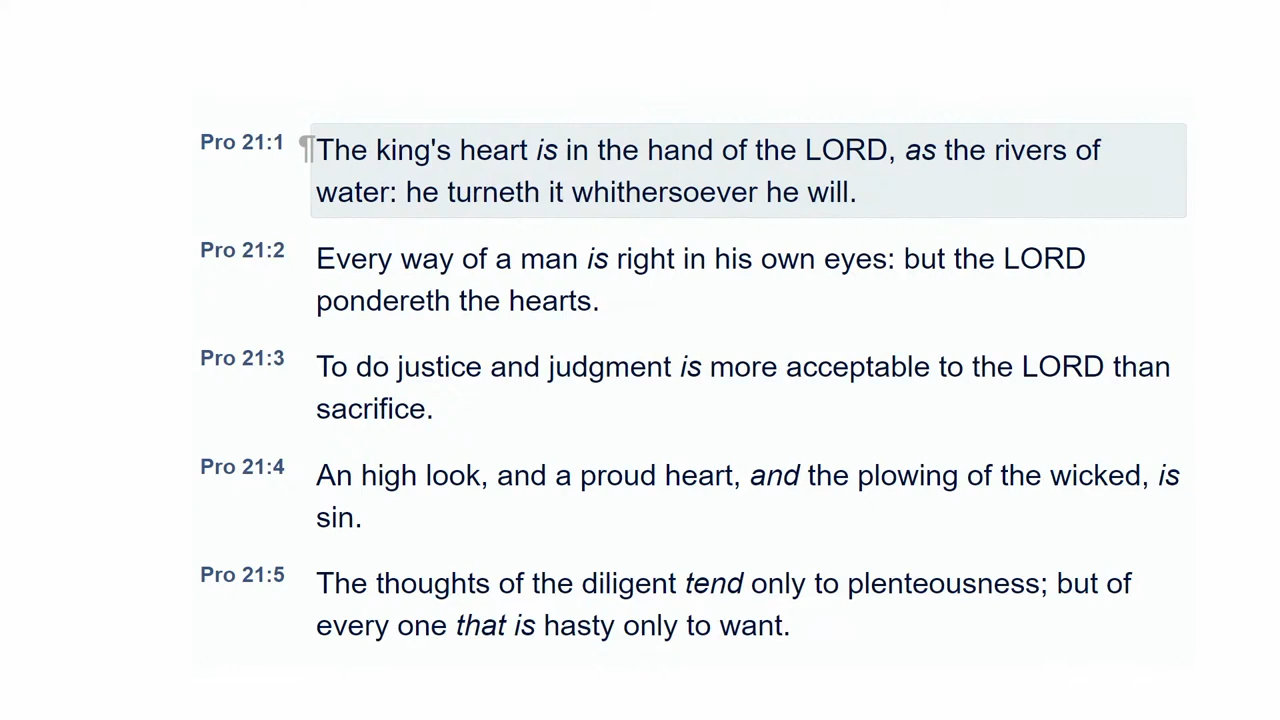 Pro 21:1 ¶The king's heart is in the hand of the LORD, as the rivers of
water: he turneth it whithersoever he will.
Pro 21:2 Every way of a man is right in his own eyes: but the LORD
pondereth the hearts.
Pro 21:3 To do justice and judgment is more acceptable to the LORD than
sacrifice.
Pro 21:4 An high look, and a proud heart, and the plowing of the wicked, is
sin.
Pro 21:5 The thoughts of the diligent tend only to plenteousness; but of
every one that is hasty only to want.